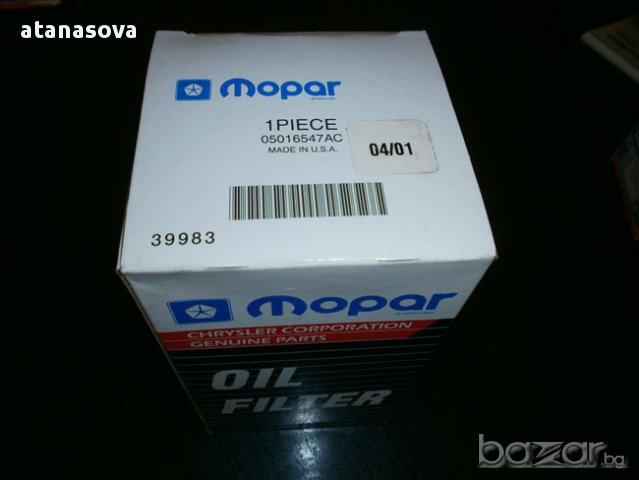 atanasova
mopar
1PIECE
05016547AC
MADE IN U.S.A.
04/01
39983
mopar
CHRYSLER CORPORATION
GENUINE PARTS
OIL
FILTER
bazar.bg